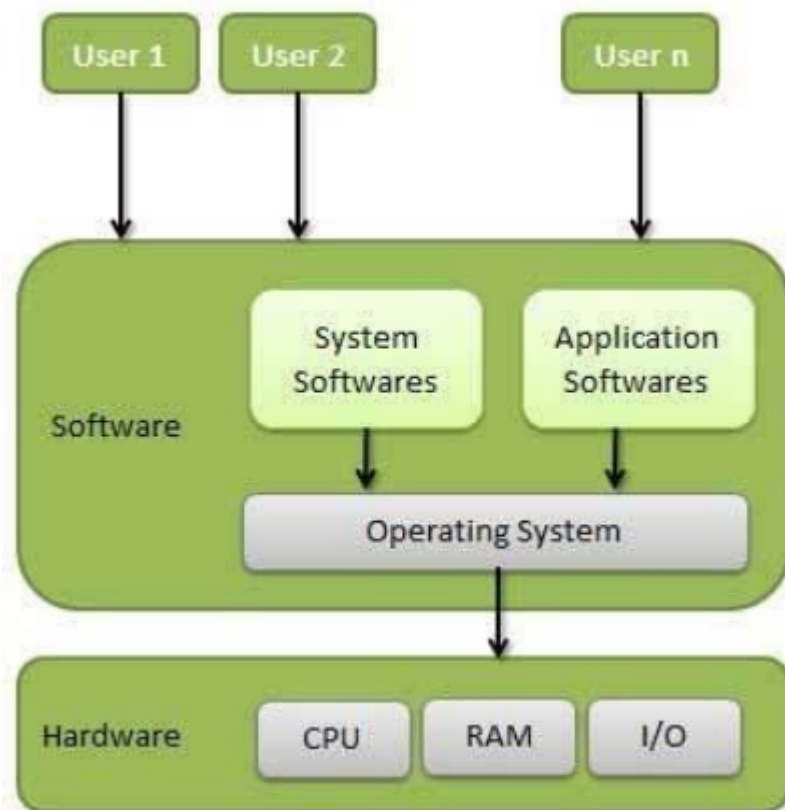 User 1
User 2
User n
System
Softwares
Application
Softwares
Software
Operating System
Hardware
CPU
RAM
I/O